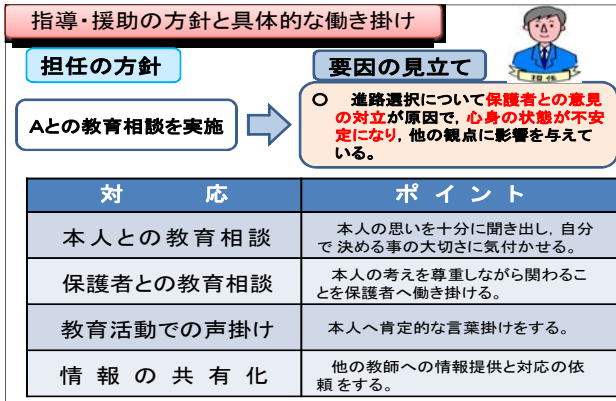 指導・援助の方針と具体的な働き掛け
担任の方針
要因の見立て
担任
Aとの教育相談を実施
○　進路選択について保護者との意見
の対立が原因で，心身の状態が不安
定になり，他の観点に影響を与えて
いる。
対　応
ポイント
本人との教育相談
本人の思いを十分に聞き出し，自分
で決める事の大切さに気付かせる。
保護者との教育相談
本人の考えを尊重しながら関わるこ
とを保護者へ働き掛ける。
教育活動での声掛け
本人へ肯定的な言葉掛けをする。
情報の共有化
他の教師への情報提供と対応の依
頼をする。